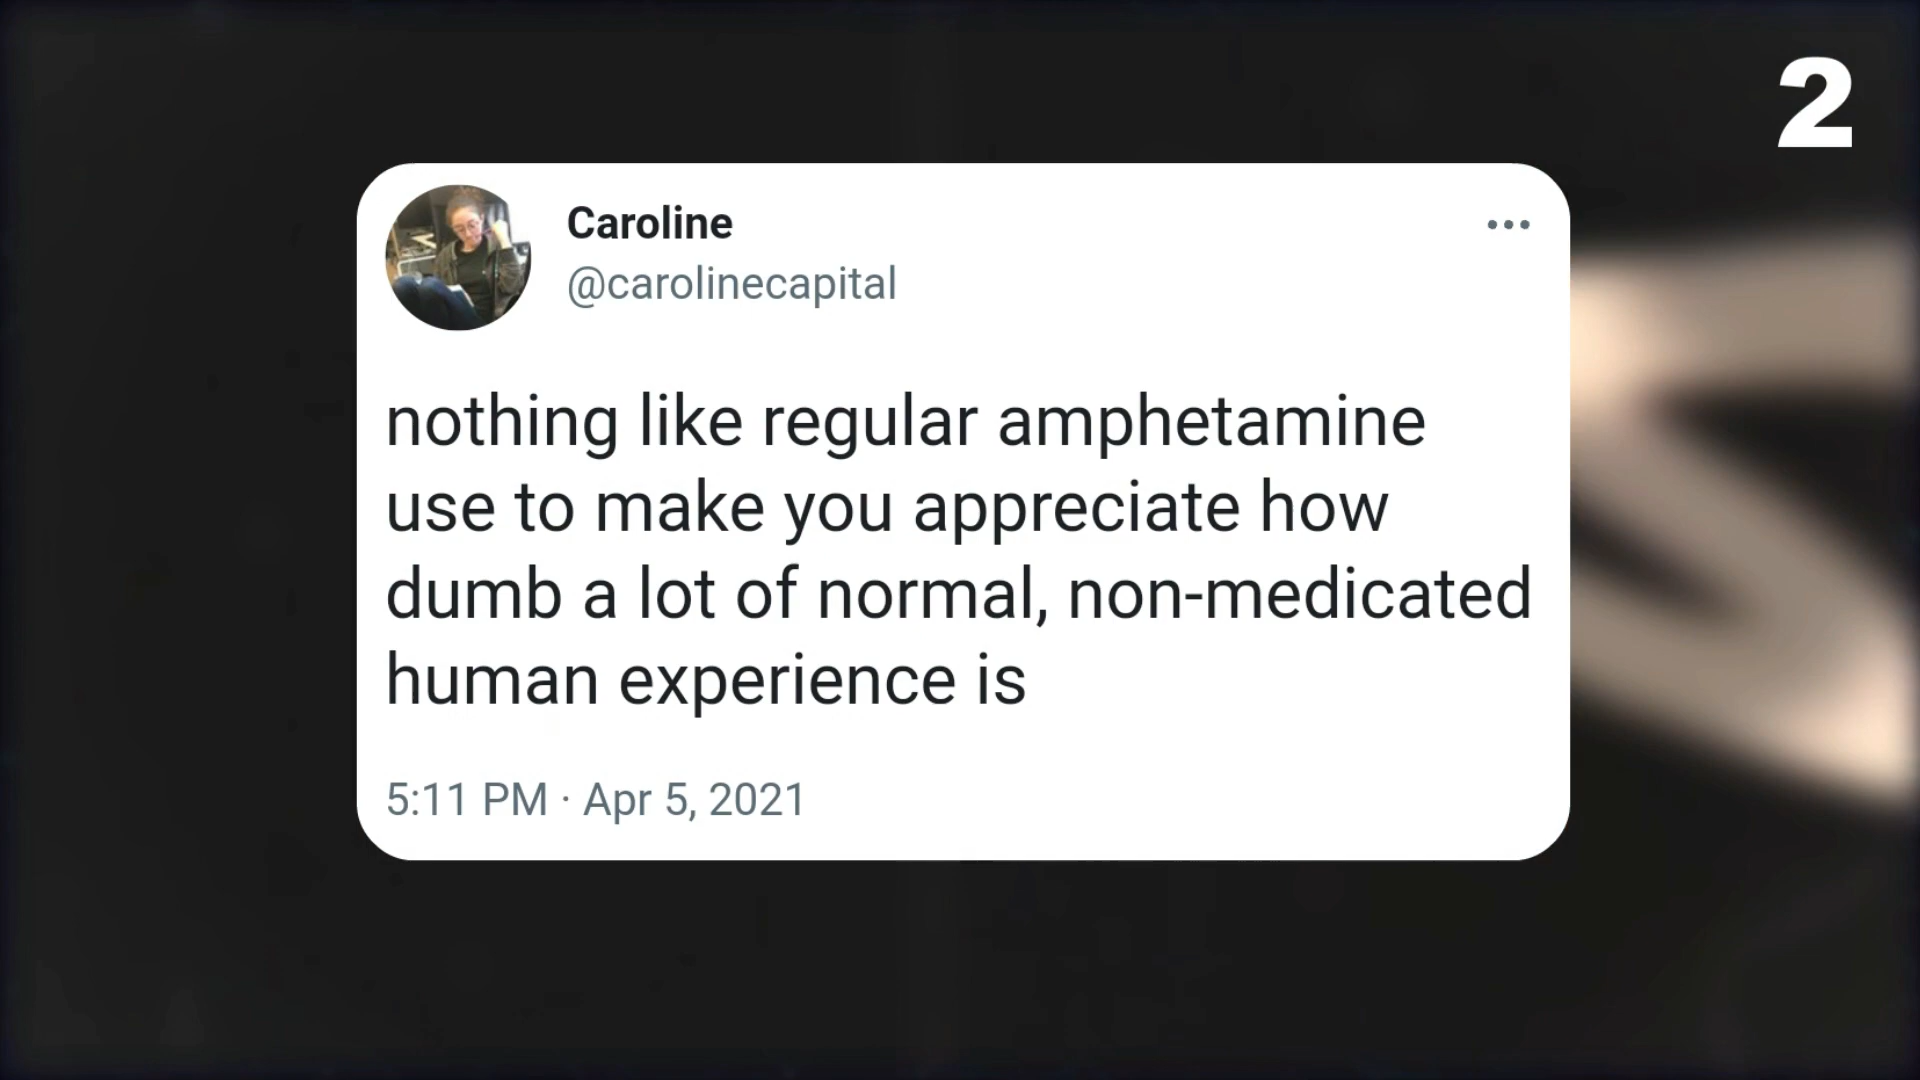 2
Caroline
@carolinecapital
nothing like regular amphetamine
use to make you appreciate how
dumb a lot of normal, non-medicated
human experience is
5:11 PM · Apr 5, 2021